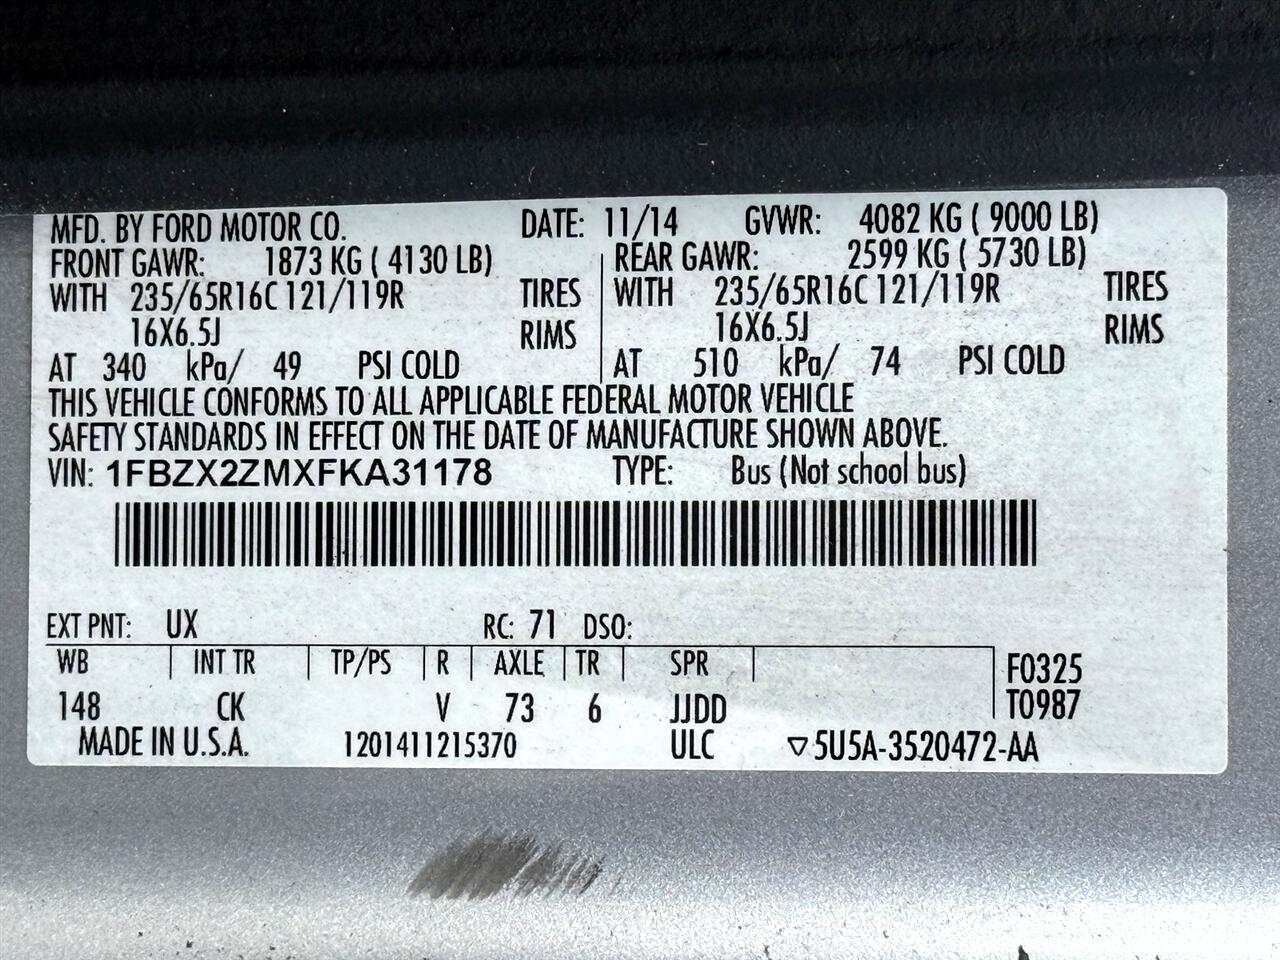 MFD. BY FORD MOTOR CO. DATE: 11/14 GVWR: 4082 KG ( 9000 LB)
FRONT GAWR: 1873 KG ( 4130 LB) REAR GAWR: 2599 KG ( 5730 LB)
WITH 235/65R16C 121/119R TIRES WITH 235/65R16C 121/119R TIRES
16X6.5J RIMS 16X6.5J RIMS
AT 340 kPa/ 49 PSI COLD AT 510 kPa/ 74 PSI COLD
THIS VEHICLE CONFORMS TO ALL APPLICABLE FEDERAL MOTOR VEHICLE
SAFETY STANDARDS IN EFFECT ON THE DATE OF MANUFACTURE SHOWN ABOVE.
VIN: 1FBZX2ZMXFKA31178 TYPE: Bus (Not school bus)
EXT PNT: UX RC: 71 DSO:
WB INT TR TP/PS R AXLE TR SPR F0325
148 CK V 73 6 JJDD T0987
MADE IN U.S.A. 1201411215370 ULC ▽5U5A-3520472-AA